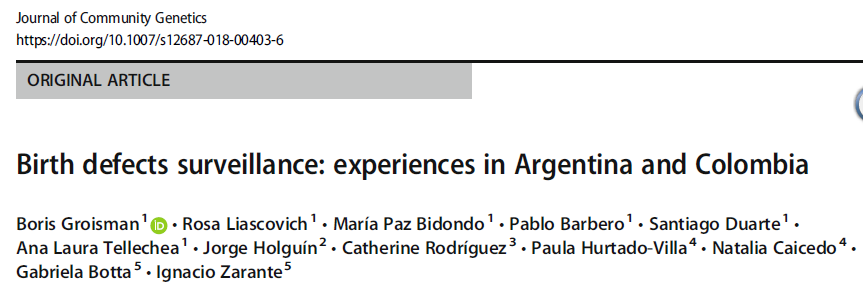 Journal of Community Genetics
https://doi.org/10.1007/s12687-018-00403-6
ORIGINAL ARTICLE
Birth defects surveillance: experiences in Argentina and Colombia
Boris Groisman1 iD • Rosa Liascovich1 • María Paz Bidondo1 • Pablo Barbero1 • Santiago Duarte1 •
Ana Laura Tellechea1 • Jorge Holguín2 • Catherine Rodríguez3 • Paula Hurtado-Villa4 • Natalia Caicedo4 •
Gabriela Botta5 • Ignacio Zarante5